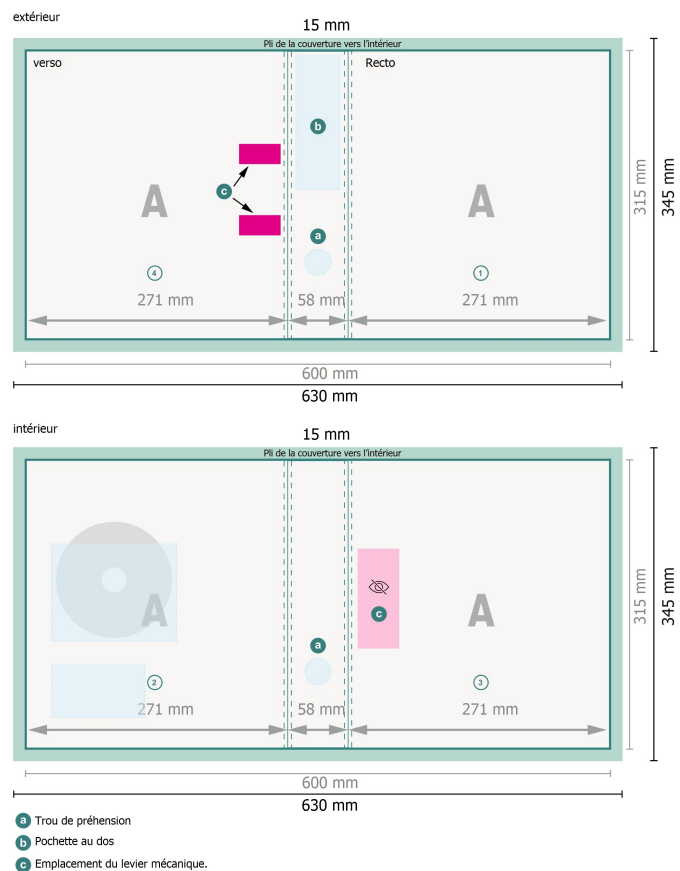 extérieur
15 mm
Pli de la couverture vers l'intérieur
verso
Recto
b
c
A
A
a
4
1
271 mm
58 mm
271 mm
315 mm
345 mm
600 mm
630 mm
intérieur
15 mm
Pli de la couverture vers l'intérieur
c
A
A
a
2
3
271 mm
58 mm
271 mm
315 mm
345 mm
600 mm
630 mm
a Trou de préhension
b Pochette au dos
c Emplacement du levier mécanique.